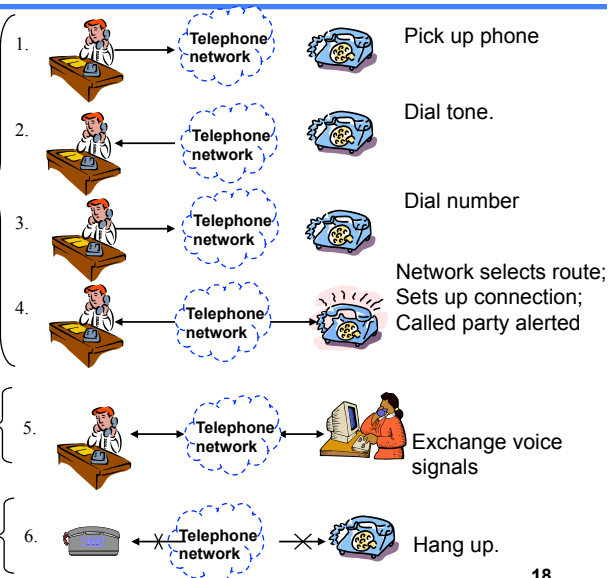 1.
Telephone
network
Pick up phone
2.
Telephone
network
Dial tone.
3.
Telephone
network
Dial number
4.
Telephone
network
Network selects route;
Sets up connection;
Called party alerted
5.
Telephone
network
Exchange voice
signals
6.
Telephone
network
Hang up.
18